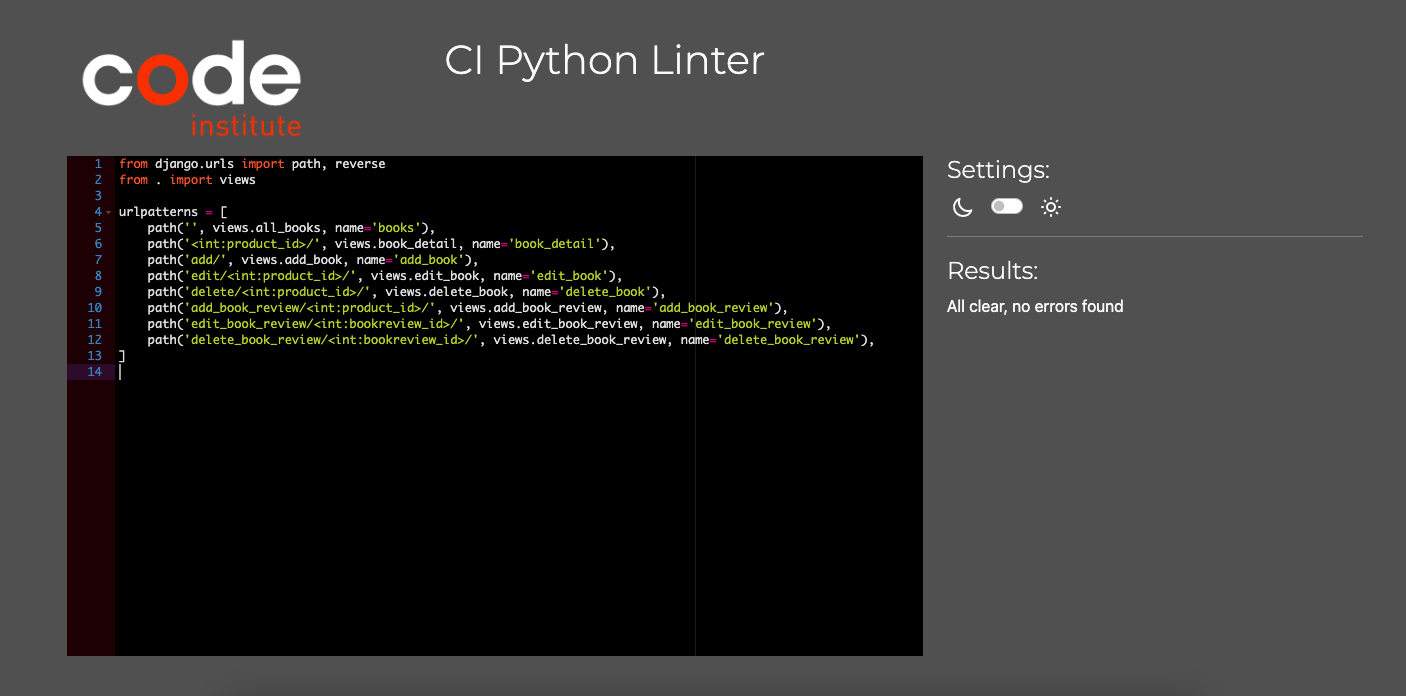 code
institute
CI Python Linter
1 from django.urls import path, reverse
2 from . import views
3
4 urlpatterns = [
5     path('', views.all_books, name='books'),
6     path('<int:product_id>/', views.book_detail, name='book_detail'),
7     path('add/', views.add_book, name='add_book'),
8     path('edit/<int:product_id>/', views.edit_book, name='edit_book'),
9     path('delete/<int:product_id>/', views.delete_book, name='delete_book'),
10     path('add_book_review/<int:product_id>/', views.add_book_review, name='add_book_review'),
11     path('edit_book_review/<int:bookreview_id>/', views.edit_book_review, name='edit_book_review'),
12     path('delete_book_review/<int:bookreview_id>/', views.delete_book_review, name='delete_book_review'),
13 ]
14
Settings:
Results:
All clear, no errors found